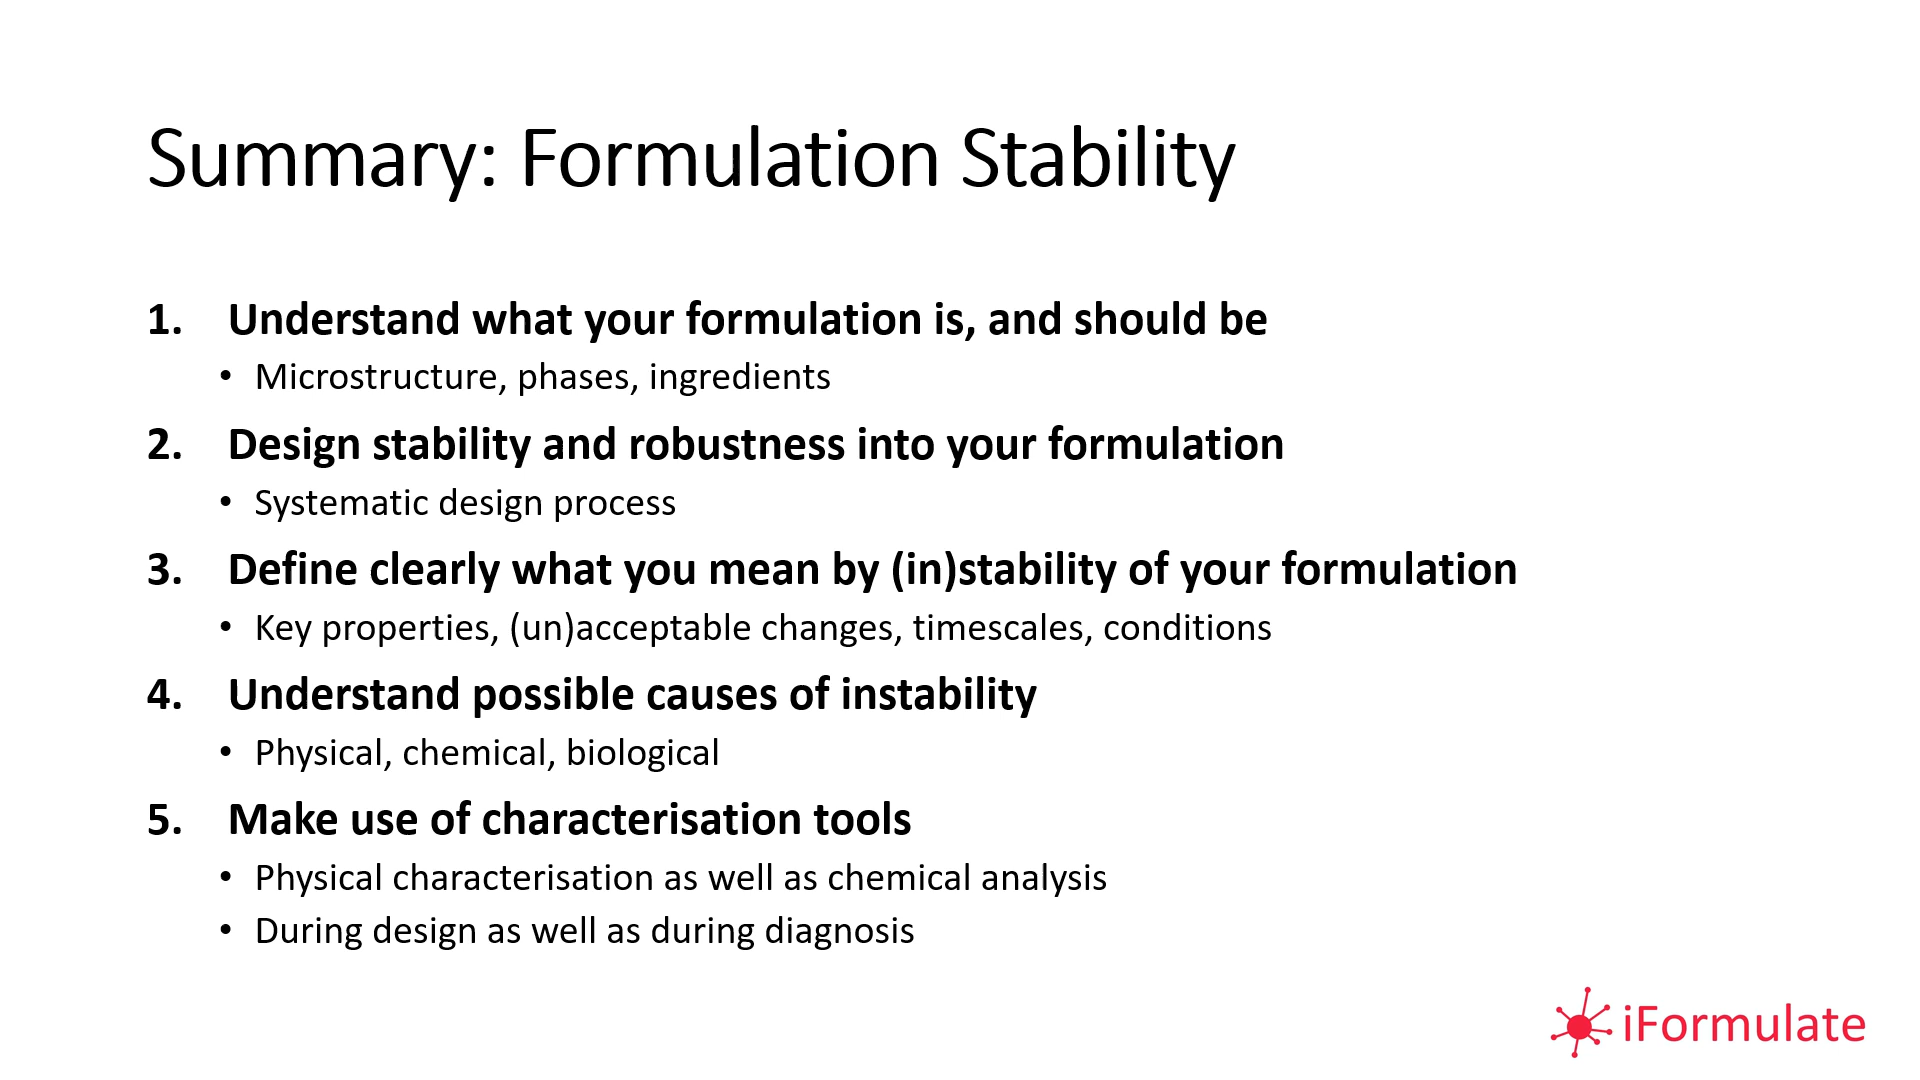 Summary: Formulation Stability
1. Understand what your formulation is, and should be
• Microstructure, phases, ingredients
2. Design stability and robustness into your formulation
• Systematic design process
3. Define clearly what you mean by (in)stability of your formulation
• Key properties, (un)acceptable changes, timescales, conditions
4. Understand possible causes of instability
• Physical, chemical, biological
5. Make use of characterisation tools
• Physical characterisation as well as chemical analysis
• During design as well as during diagnosis
iFormulate